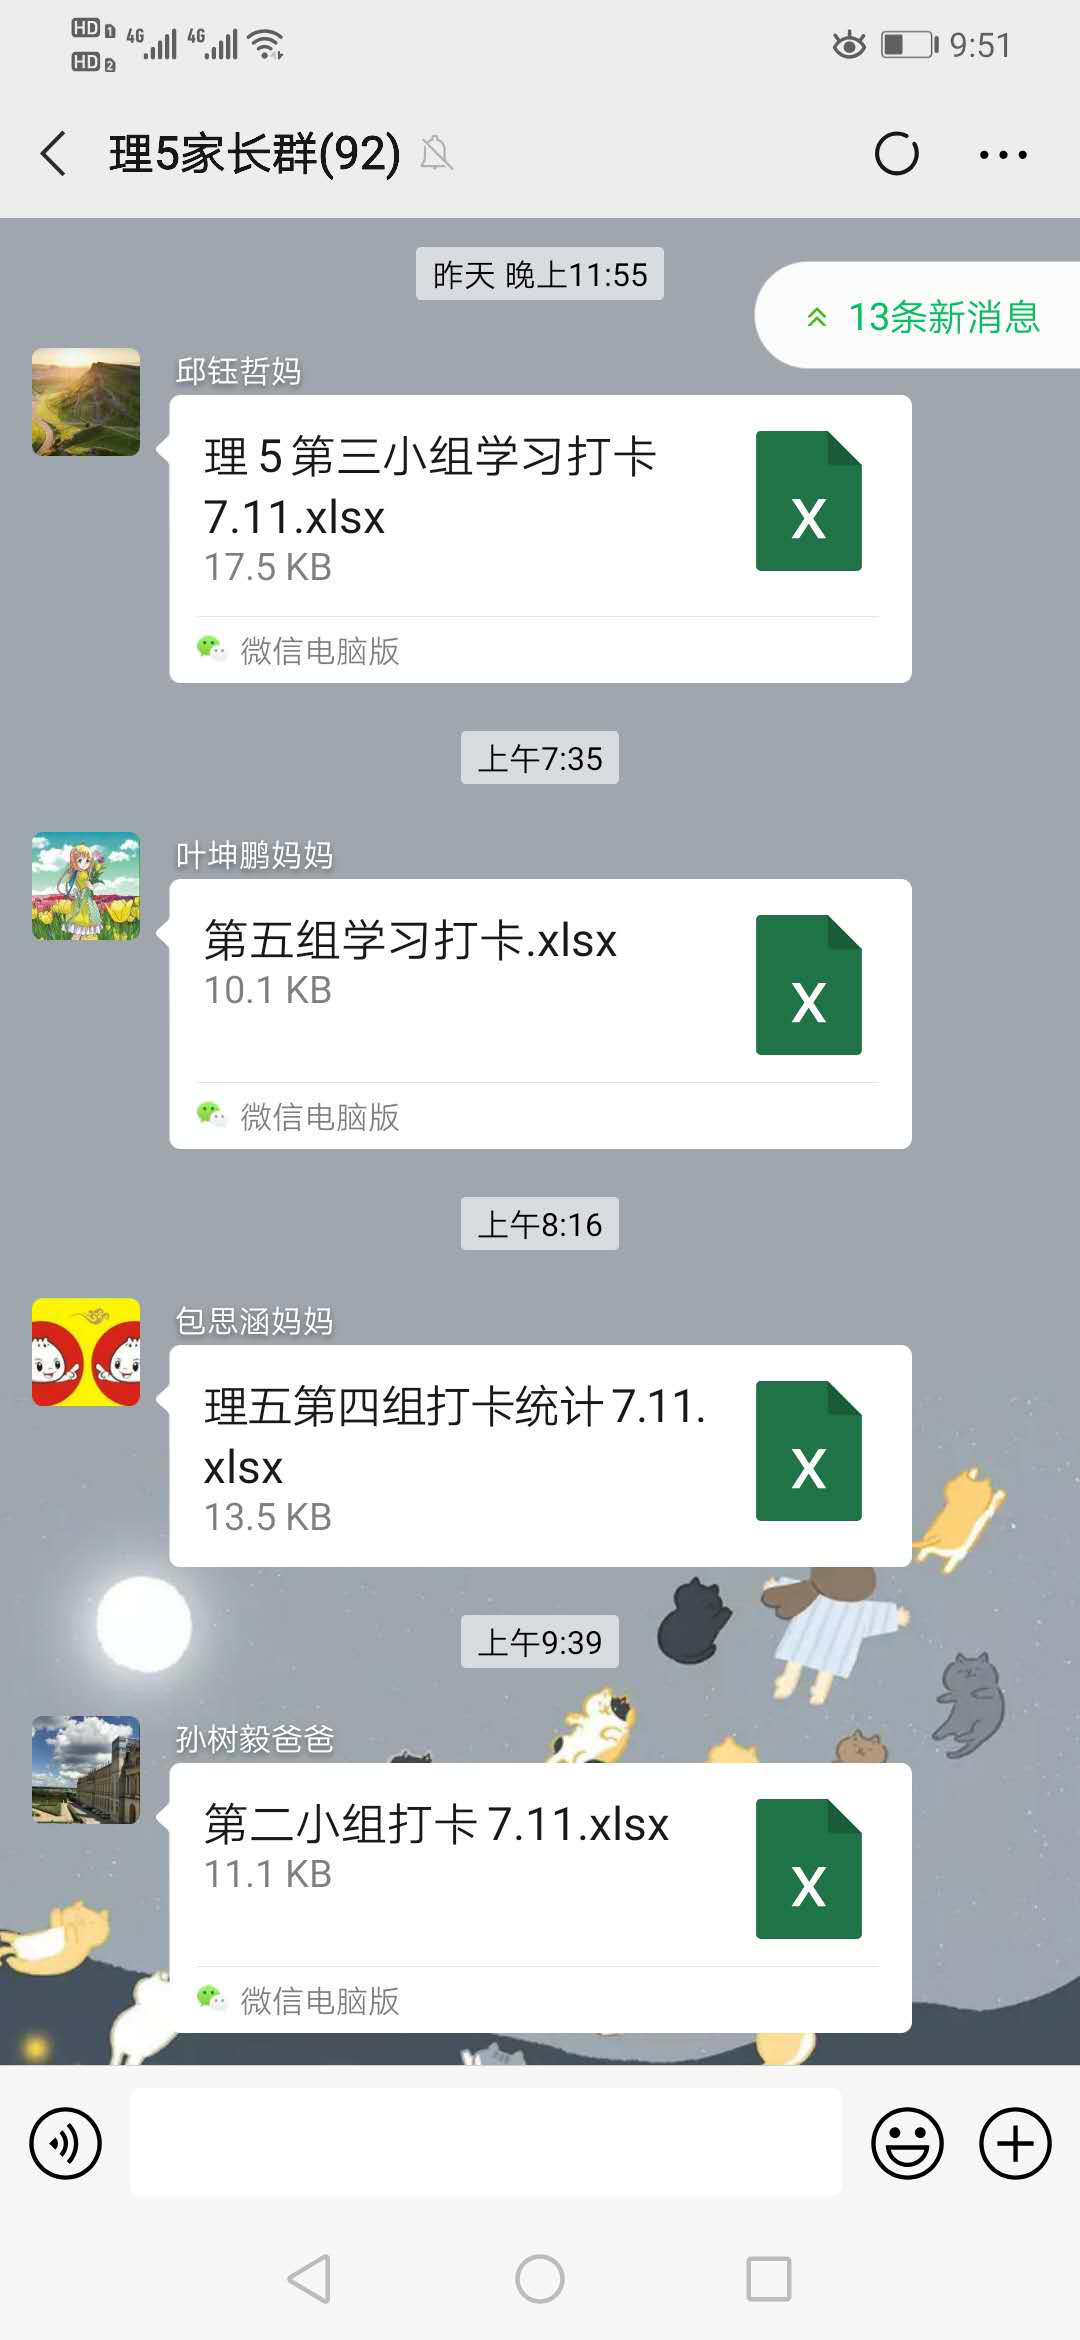 HD 1 4G 4G 9:51
HD 2
理5家长群(92)
昨天 晚上11:55
13条新消息
邱钰哲妈
理 5 第三小组学习打卡
7.11.xlsx
17.5 KB
X
微信电脑版
上午7:35
叶坤鹏妈妈
第五组学习打卡.xlsx
10.1 KB
X
微信电脑版
上午8:16
包思涵妈妈
理五第四组打卡统计 7.11.
xlsx
13.5 KB
X
上午9:39
孙树毅爸爸
第二小组打卡 7.11.xlsx
11.1 KB
X
微信电脑版